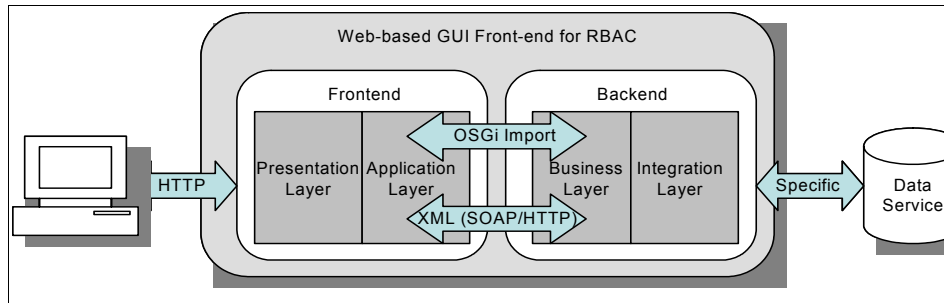 Web-based GUI Front-end for RBAC
Frontend
Backend
OSGi Import
Presentation
Layer
Application
Layer
Business
Layer
Integration
Layer
HTTP
XML (SOAP/HTTP)
Specific
Data
Service